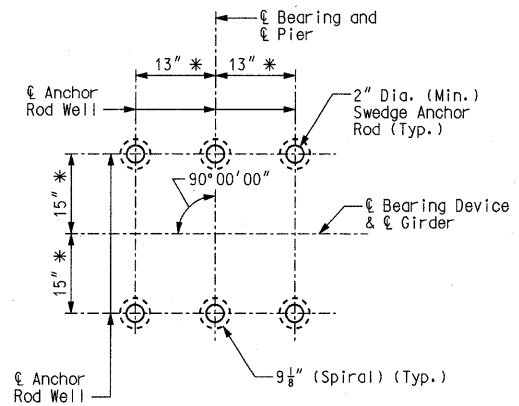 ℄ Bearing and
℄ Pier
13" * 13" *
℄ Anchor
Rod Well
2" Dia. (Min.)
Swedge Anchor
Rod (Typ.)
90°00'00"
15" *
℄ Bearing Device
& ℄ Girder
15" *
℄ Anchor
Rod Well
9⅛" (Spiral) (Typ.)